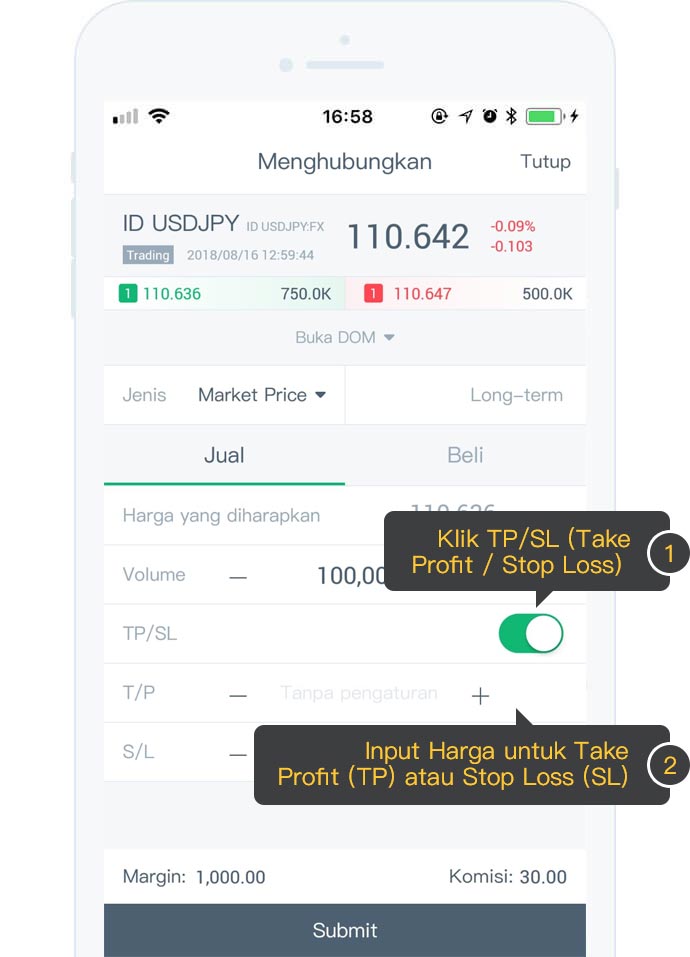 16:58
Menghubungkan Tutup
ID USDJPY ID USDJPY:FX 110.642 -0.09%
Trading 2018/08/16 12:59:44 -0.103
1 110.636 750.0K 1 110.647 500.0K
Buka DOM
Jenis Market Price Long-term
Jual Beli
Harga yang diharapkan
Klik TP/SL (Take
Profit / Stop Loss) 1
Volume — 100,00
TP/SL
T/P — Tanpa pengaturan +
S/L —
Input Harga untuk Take
Profit (TP) atau Stop Loss (SL) 2
Margin: 1,000.00 Komisi: 30.00
Submit